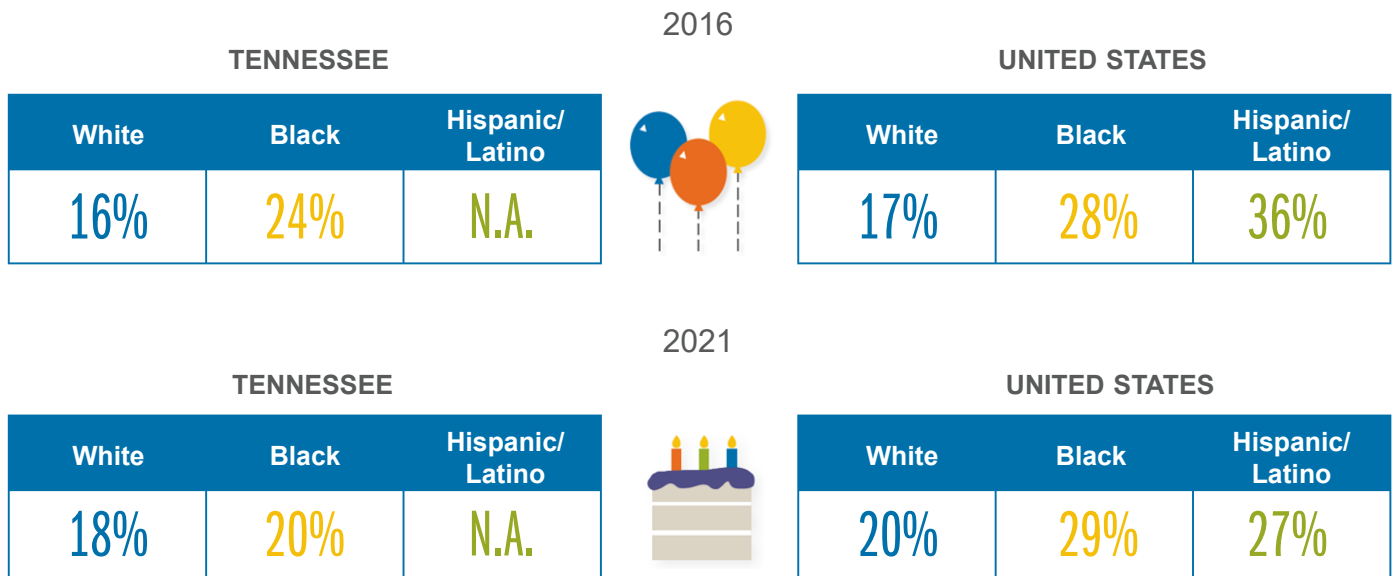 2016
TENNESSEE
UNITED STATES
White Black Hispanic/
Latino
White Black Hispanic/
Latino
16% 24% N.A.
17% 28% 36%
2021
TENNESSEE
UNITED STATES
White Black Hispanic/
Latino
White Black Hispanic/
Latino
18% 20% N.A.
20% 29% 27%